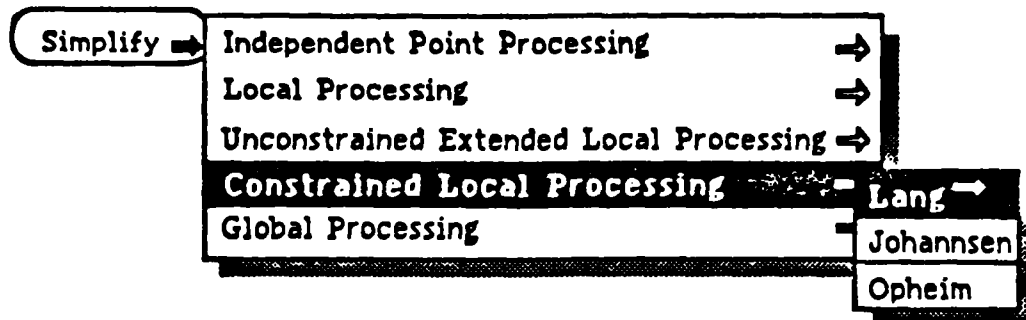 Simplify
Independent Point Processing
Local Processing
Unconstrained Extended Local Processing
Constrained Local Processing
Lang
Global Processing
Johannsen
Opheim